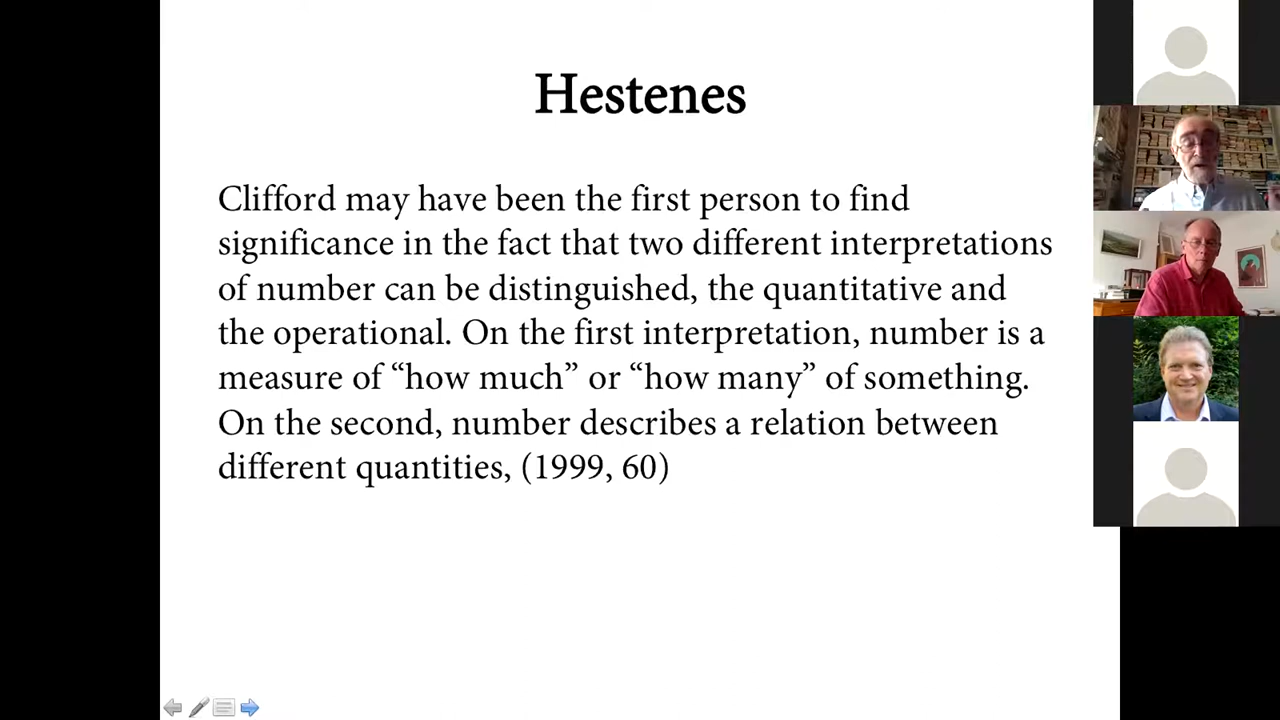 Hestenes
Clifford may have been the first person to find
significance in the fact that two different interpretations
of number can be distinguished, the quantitative and
the operational. On the first interpretation, number is a
measure of “how much” or “how many” of something.
On the second, number describes a relation between
different quantities, (1999, 60)